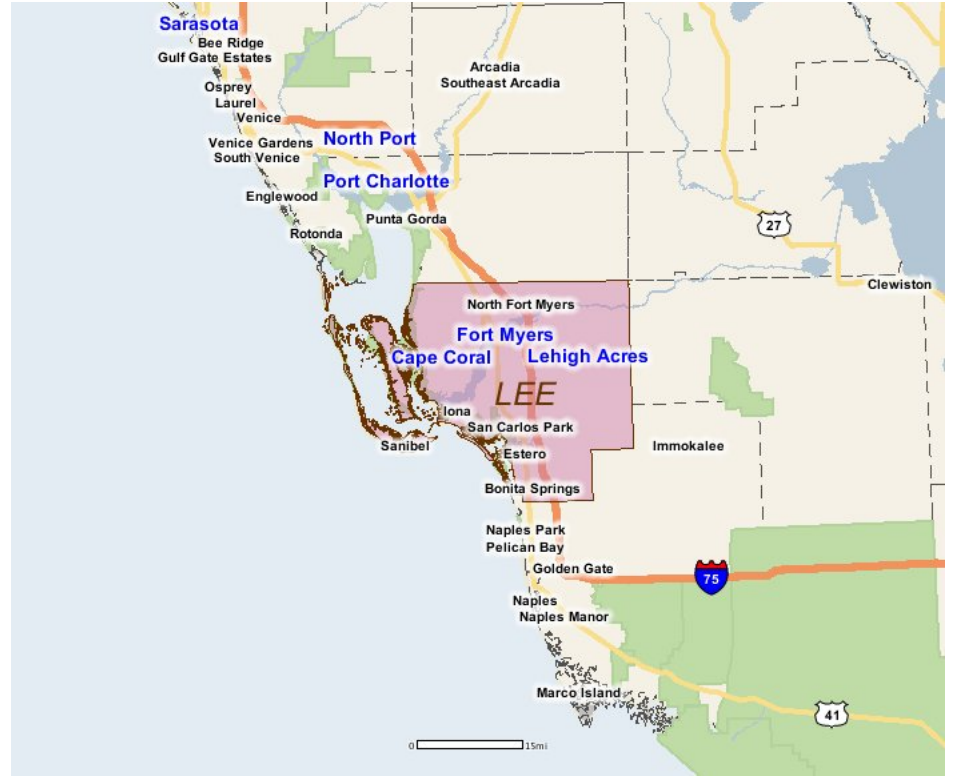 Sarasota
Bee Ridge
Gulf Gate Estates
Arcadia
Southeast Arcadia
Osprey
Laurel
Venice
North Port
Venice Gardens
South Venice
Port Charlotte
Englewood
Punta Gorda
27
Rotonda
Clewiston
North Fort Myers
Fort Myers
Cape Coral
Lehigh Acres
LEE
Iona
San Carlos Park
Sanibel
Immokalee
Estero
Bonita Springs
Naples Park
Pelican Bay
Golden Gate
75
Naples
Naples Manor
Marco Island
41
0 15mi